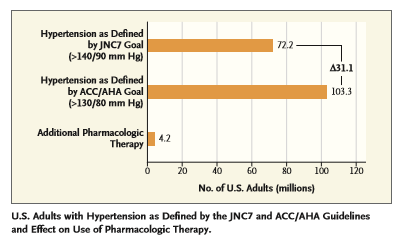 Hypertension as Defined
by JNC7 Goal
(>140/90 mm Hg)
72.2
Δ31.1
Hypertension as Defined
by ACC/AHA Goal
(>130/80 mm Hg)
103.3
Additional Pharmacologic
Therapy
4.2
0 20 40 60 80 100 120
No. of U.S. Adults (millions)
U.S. Adults with Hypertension as Defined by the JNC7 and ACC/AHA Guidelines
and Effect on Use of Pharmacologic Therapy.